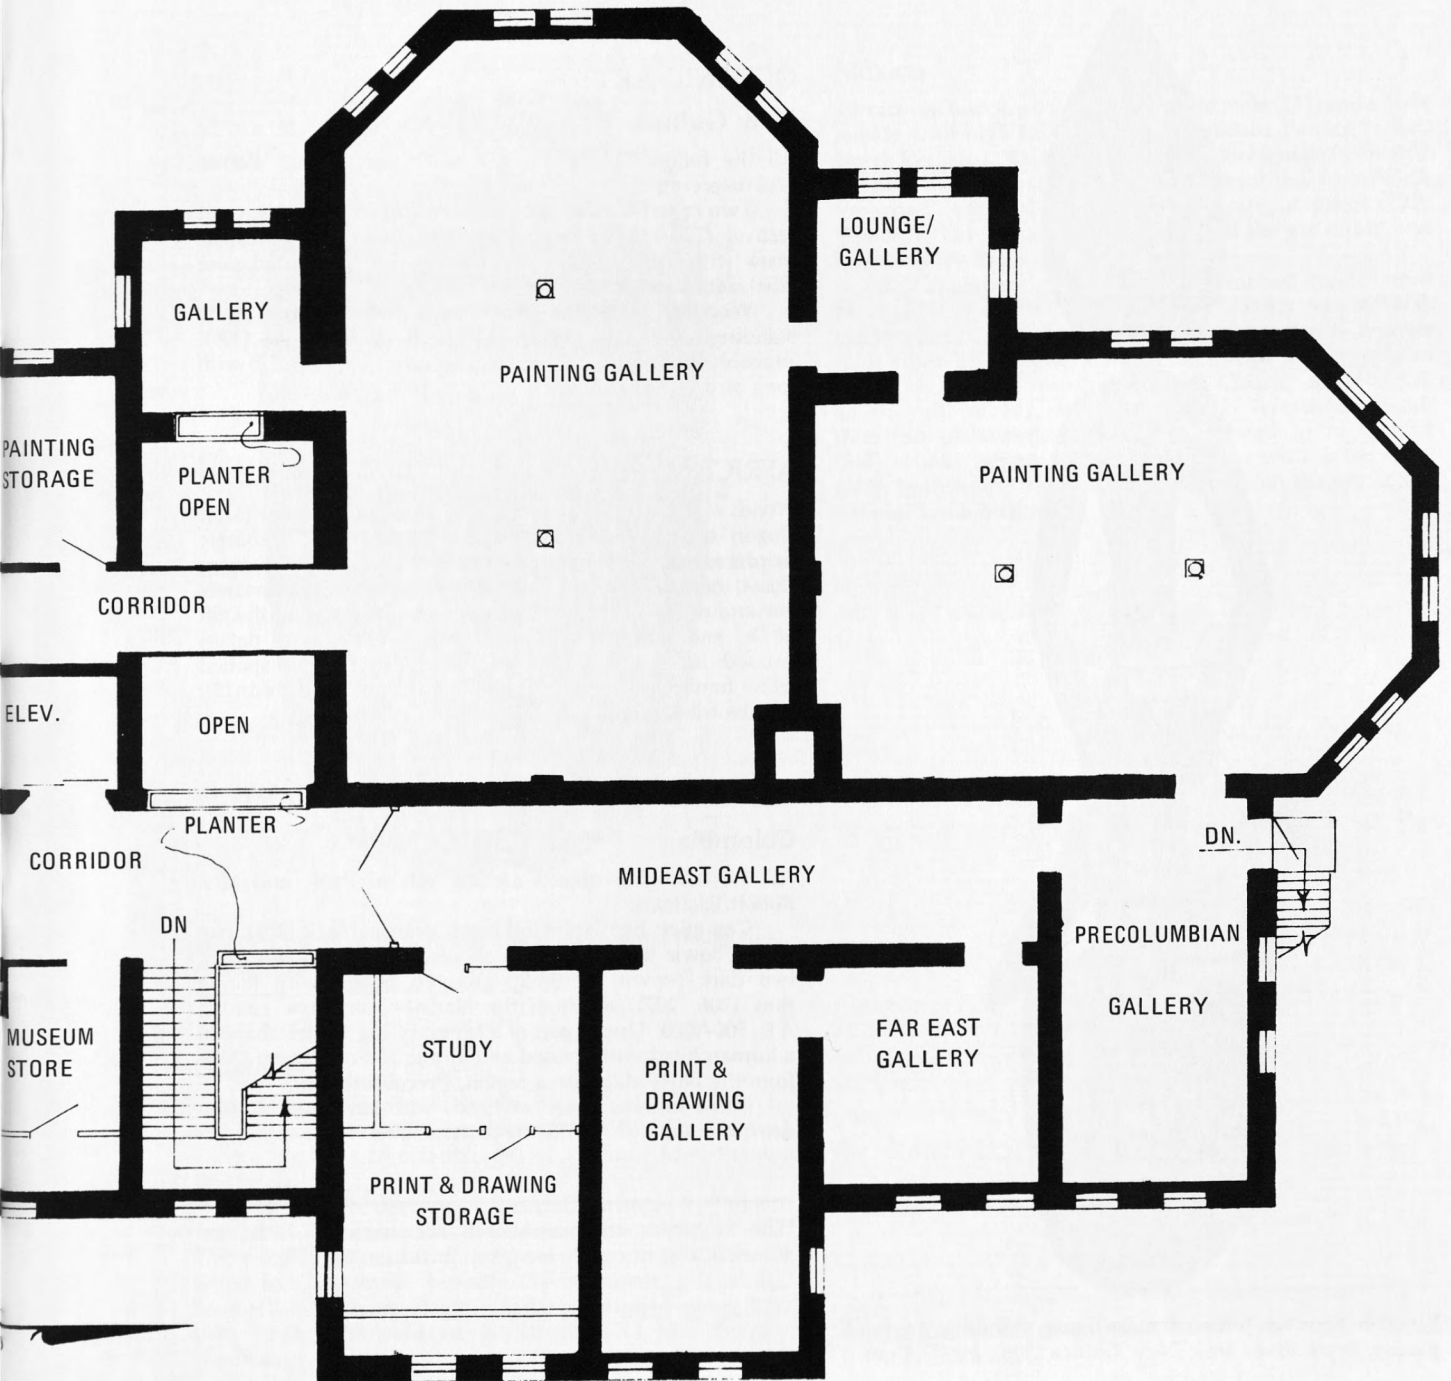 LOUNGE/
GALLERY
GALLERY
PAINTING GALLERY
PAINTING
STORAGE
PLANTER
OPEN
PAINTING GALLERY
CORRIDOR
ELEV.
OPEN
PLANTER
CORRIDOR
MIDEAST GALLERY
DN.
DN
PRECOLUMBIAN
GALLERY
MUSEUM
STORE
STUDY
FAR EAST
GALLERY
PRINT &
DRAWING
GALLERY
PRINT & DRAWING
STORAGE